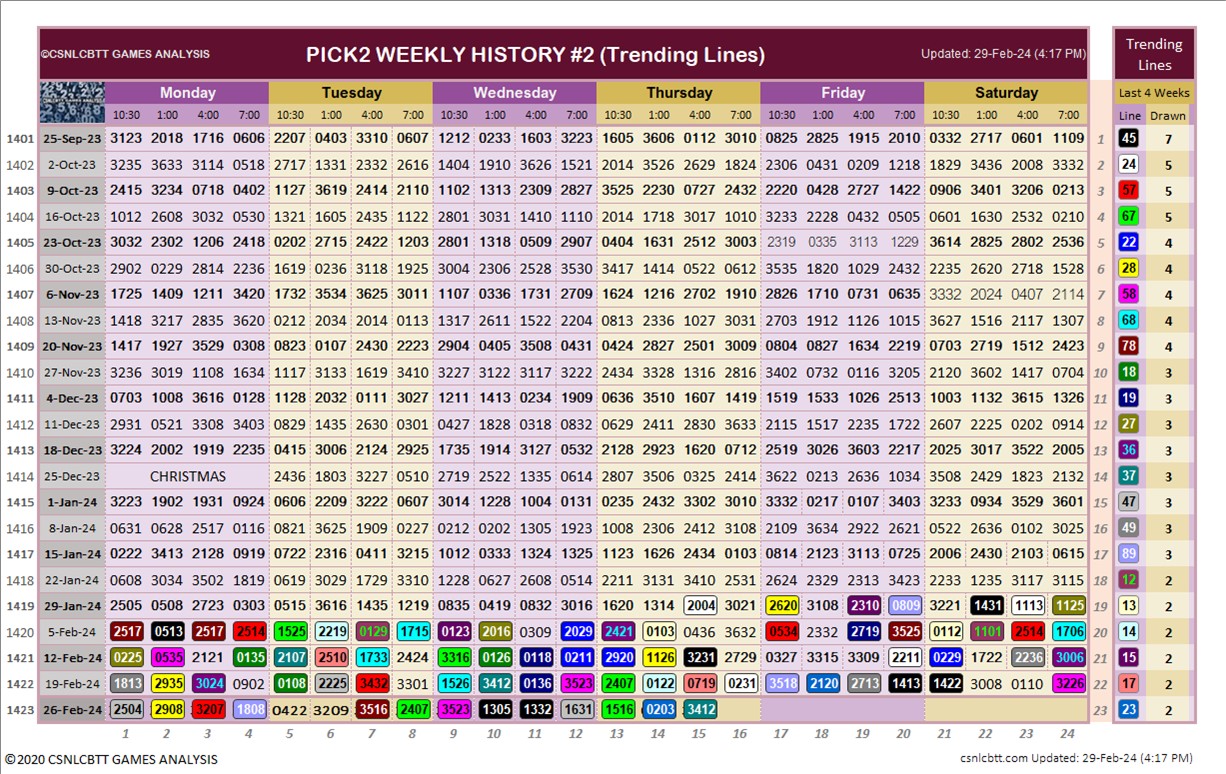 ©CSNLCBTT GAMES ANALYSIS PICK2 WEEKLY HISTORY #2 (Trending Lines) Updated: 29-Feb-24 (4:17 PM) Trending Lines
Monday Tuesday Wednesday Thursday Friday Saturday Last 4 Weeks
10:30 1:00 4:00 7:00 10:30 1:00 4:00 7:00 10:30 1:00 4:00 7:00 10:30 1:00 4:00 7:00 10:30 1:00 4:00 7:00 10:30 1:00 4:00 7:00 Line Drawn
1401 25-Sep-23 3123 2018 1716 0606 2207 0403 3310 0607 1212 0233 1603 3223 1605 3606 0112 3010 0825 2825 1915 2010 0332 2717 0601 1109 1 45 7
1402 2-Oct-23 3235 3633 3114 0518 2717 1331 2332 2616 1404 1910 3626 1521 2014 3526 2629 1824 2306 0431 0209 1218 1829 3436 2008 3332 2 24 5
1403 9-Oct-23 2415 3234 0718 0402 1127 3619 2414 2110 1102 1313 2309 2827 3525 2230 0727 2432 2220 0428 2727 1422 0906 3401 3206 0213 3 57 5
1404 16-Oct-23 1012 2608 3032 0530 1321 1605 2435 1122 2801 3031 1410 1110 2014 1718 3017 1010 3233 2228 0432 0505 0601 1630 2532 0210 4 67 5
1405 23-Oct-23 3032 2302 1206 2418 0202 2715 2422 1203 2801 1318 0509 2907 0404 1631 2512 3003 2319 0335 3113 1229 3614 2825 2802 2536 5 22 4
1406 30-Oct-23 2902 0229 2814 2236 1619 0236 3118 1925 3004 2306 2528 3530 3417 1414 0522 0612 3535 1820 1029 2432 2235 2620 2718 1528 6 28 4
1407 6-Nov-23 1725 1409 1211 3420 1732 3534 3625 3011 1107 0336 1731 2709 1624 1216 2702 1910 2826 1710 0731 0635 3332 2024 0407 2114 7 58 4
1408 13-Nov-23 1418 3217 2835 3620 0212 2034 2014 0113 1317 2611 1522 2204 0813 2336 1027 3031 2703 1912 1126 1015 3627 1516 2117 1307 8 68 4
1409 20-Nov-23 1417 1927 3529 0308 0823 0107 2430 2223 2904 0405 3508 0431 0424 2827 2501 3009 0804 0827 1634 2219 0703 2719 1512 2423 9 78 4
1410 27-Nov-23 3236 3019 1108 1634 1117 3133 1619 3410 3227 3122 3117 3222 2434 3328 1316 2816 3402 0732 0116 3205 2120 3602 1417 0704 10 18 3
1411 4-Dec-23 0703 1008 3616 0128 1128 2032 0111 3027 1211 1413 0234 1909 0636 3510 1607 1419 1519 1533 1026 2513 1003 1132 3615 1326 11 19 3
1412 11-Dec-23 2931 0521 3308 3403 0829 1435 2630 0301 0427 1828 0318 0832 0629 2411 2830 3633 2115 1517 2235 1722 2607 2225 0202 0914 12 27 3
1413 18-Dec-23 3224 2002 1919 2235 0415 3006 2124 2923 1735 1914 3127 0532 2128 2923 1620 0712 2519 3026 3603 2217 2025 3017 3522 2005 13 36 3
1414 25-Dec-23 CHRISTMAS 2436 1803 3227 0510 2719 2522 1335 0614 2807 3506 0325 2414 3622 0213 2636 1034 3508 2429 1823 2132 14 37 3
1415 1-Jan-24 3223 1902 1931 0924 0606 2209 3222 0607 3014 1228 1004 0131 0235 2432 3002 3010 3332 0217 0107 3403 3233 0934 3529 3601 15 47 3
1416 8-Jan-24 0631 0628 2517 0116 0821 3625 1909 0227 0212 0202 1305 1923 1008 2306 2412 3108 2109 3634 2922 2621 0522 2636 0102 3025 16 49 3
1417 15-Jan-24 0222 3413 2128 0919 0722 2316 0411 3215 1012 0333 1324 1325 1123 1626 2434 0103 0814 2123 3113 0725 2006 2430 2103 0615 17 89 3
1418 22-Jan-24 0608 3034 3502 1819 0619 3029 1729 3310 1228 0627 2608 0514 2211 3131 3410 2531 2624 2329 2313 3423 2233 1235 3117 3115 18 12 2
1419 29-Jan-24 2505 0508 2723 0303 0515 3616 1435 1219 0835 0419 0832 3016 1620 1314 2004 3021 2620 3108 2310 0809 3221 1431 1113 1125 19 13 2
1420 5-Feb-24 2517 0513 2517 2514 1525 2219 0129 1715 0123 2016 0309 2029 2421 0103 0436 3632 0534 2332 2719 3525 0112 1101 2514 1706 20 14 2
1421 12-Feb-24 0225 0535 2121 0135 2107 2510 1733 2424 3316 0126 0118 0211 2920 1126 3231 2729 0327 3315 3309 2211 0229 1722 2236 3006 21 15 2
1422 19-Feb-24 1813 2935 3024 0902 0108 2225 3432 3301 1526 3412 0136 3523 2407 0122 0719 0231 3518 2120 2713 1413 1422 3008 0110 3226 22 17 2
1423 26-Feb-24 2504 2908 3207 1808 0422 3209 3516 2407 3523 1305 1332 1631 1516 0203 3412 23 23 2
1 2 3 4 5 6 7 8 9 10 11 12 13 14 15 16 17 18 19 20 21 22 23 24
©2020 CSNLCBTT GAMES ANALYSIS csnlcbtt.com Updated: 29-Feb-24 (4:17 PM)